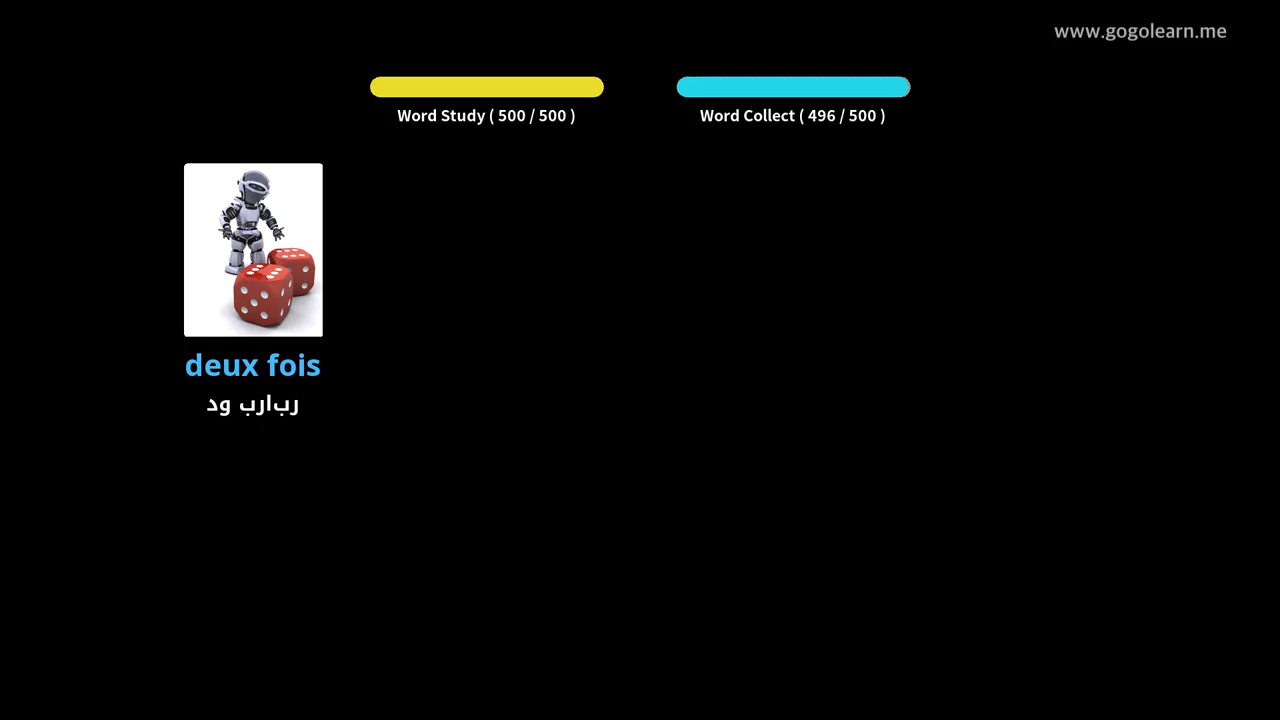 www.gogolearn.me
Word Study ( 500 / 500 )
Word Collect ( 496 / 500 )
deux fois
ربارب ود